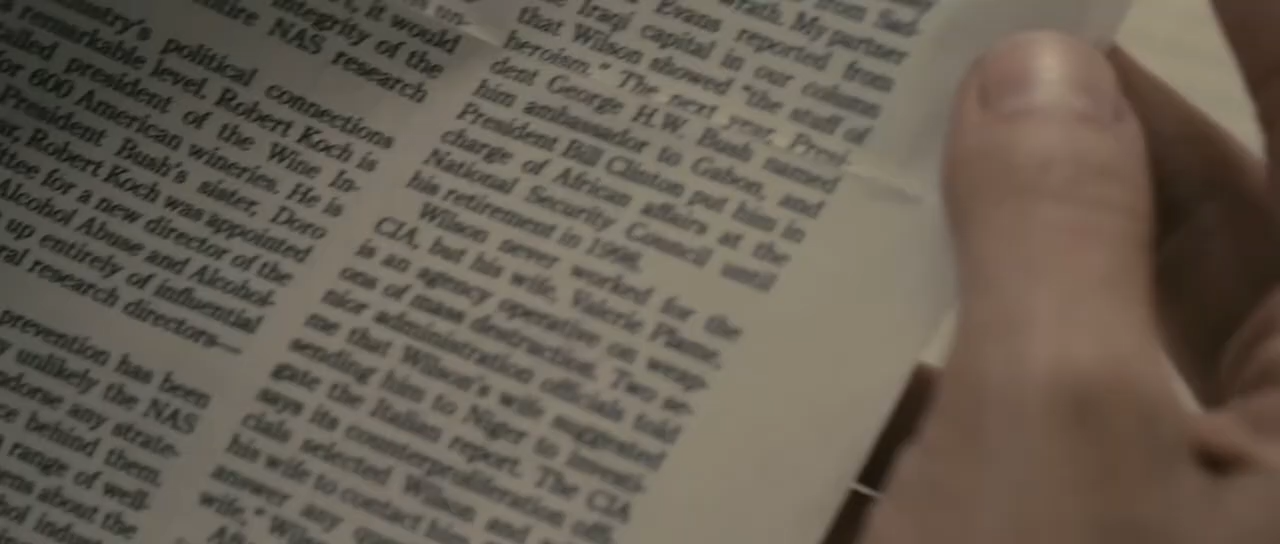 it would
integrity of the
entire NAS research
political connections
remarkable level. Robert Koch is
president of the Wine In-
600 American wineries. He is
President Bush's sister, Doro
Robert Koch was appointed
for a new director of the
Alcohol Abuse and Alcohol-
up entirely of influential
research directors—
prevention has been
unlikely the NAS
any strate-
behind them.
range of well-
about the
My partner
Evans reported from
Iraqi capital in our column
that Wilson showed "the stuff of
heroism." The next year, Presi-
dent George H.W. Bush named
him ambassador to Gabon, and
President Bill Clinton put him in
charge of African affairs at the
National Security Council until
his retirement in 1998.
Wilson never worked for the
CIA, but his wife, Valerie Plame,
is an agency operative on weap-
ons of mass destruction. Two se-
nior administration officials told
me that Wilson's wife suggested
sending him to Niger to investi-
gate the Italian report. The CIA
says its counterproliferation offi-
cials selected Wilson and
his wife to contact him
answer any
wife."